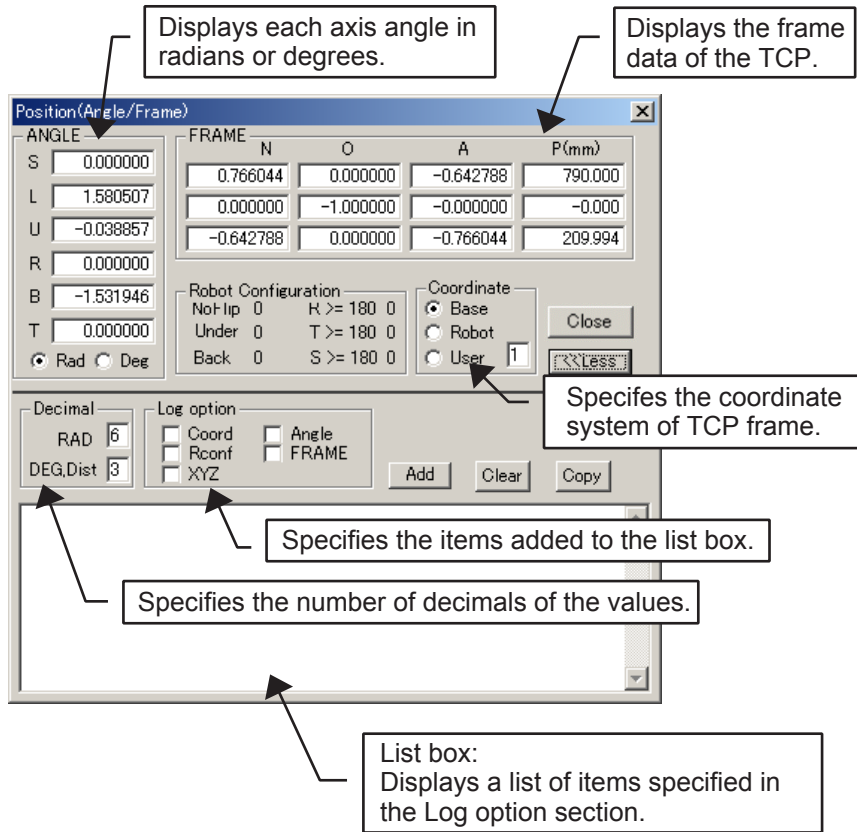 Displays each axis angle in
radians or degrees.
Displays the frame
data of the TCP.
Position(Angle/Frame)
ANGLE
FRAME
N O A P(mm)
S 0.000000
0.766044 0.000000 -0.642788 790.000
L 1.580507
0.000000 -1.000000 -0.000000 -0.000
U -0.038857
-0.642788 0.000000 -0.766044 209.994
R 0.000000
B -1.531946
T 0.000000
Rad Deg
Robot Configuration
NoFlip 0 R >= 180 0
Under 0 T >= 180 0
Back 0 S >= 180 0
Coordinate
Base
Robot
User 1
Close
<<Less
Specifes the coordinate
system of TCP frame.
Decimal
RAD 6
DEG,Dist 3
Log option
Coord Angle
Rconf FRAME
XYZ
Add Clear Copy
Specifies the items added to the list box.
Specifies the number of decimals of the values.
List box:
Displays a list of items specified in
the Log option section.